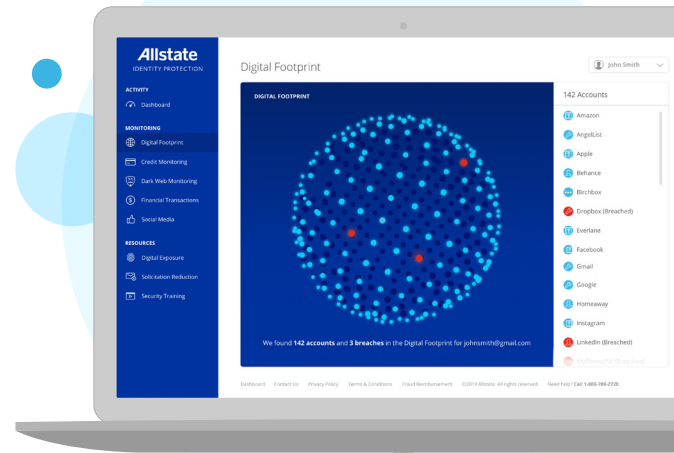 Allstate
IDENTITY PROTECTION
ACTIVITY
Dashboard
MONITORING
Digital Footprint
Credit Monitoring
Dark Web Monitoring
Financial Transactions
Social Media
RESOURCES
Digital Exposure
Solicitation Reduction
Security Training
Digital Footprint
John Smith
DIGITAL FOOTPRINT
We found 142 accounts and 3 breaches in the Digital Footprint for johnsmith@gmail.com
142 Accounts
Amazon
AngelList
Apple
Behance
Birchbox
Dropbox (Breached)
Everlane
Facebook
Gmail
Google
Homeaway
Instagram
LinkedIn (Breached)
MyFitnessPal (Breached)
Dashboard Contact Us Privacy Policy Terms & Conditions Fraud Reimbursement ©2019 Allstate. All rights reserved. Need help? Call 1-800-789-2720